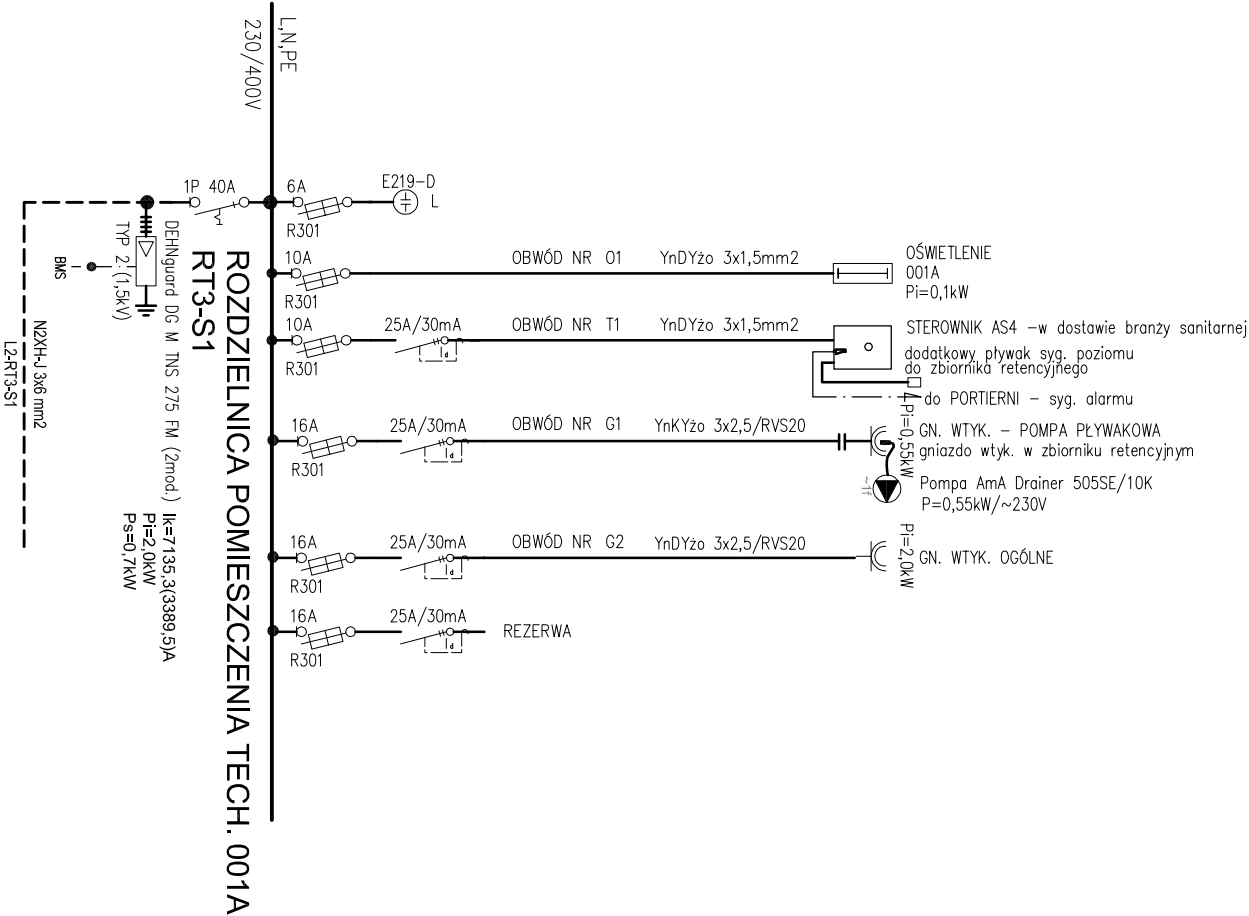 L,N,PE
230/400V
1P 40A
6A
R301
E219-D
L
10A
R301
OBWÓD NR O1
YnDYżo 3x1,5mm2
OŚWIETLENIE
001A
Pi=0,1kW
10A
R301
25A/30mA
d
OBWÓD NR T1
YnDYżo 3x1,5mm2
STEROWNIK AS4 -w dostawie branży sanitarnej
dodatkowy pływak syg. poziomu
do zbiornika retencyjnego
do PORTIERNI - syg. alarmu
16A
R301
25A/30mA
d
OBWÓD NR G1
YnKYżo 3x2,5/RVS20
Pi=0,55kW
GN. WTYK. - POMPA PŁYWAKOWA
gniazdo wtyk. w zbiorniku retencyjnym
~1f
Pompa AmA Drainer 505SE/10K
P=0,55kW/~230V
16A
R301
25A/30mA
d
OBWÓD NR G2
YnDYżo 3x2,5/RVS20
Pi=2,0kW
GN. WTYK. OGÓLNE
16A
R301
25A/30mA
d
REZERWA
ROZDZIELNICA POMIESZCZENIA TECH. 001A
RT3-S1
Ik=7135,3(3389,5)A
Pi=2,0kW
Ps=0,7kW
DEHNguard DG M TNS 275 FM (2mod.)
TYP 2:(1,5kV)
BMS
N2XH-J 3x6 mm2
L2-RT3-S1